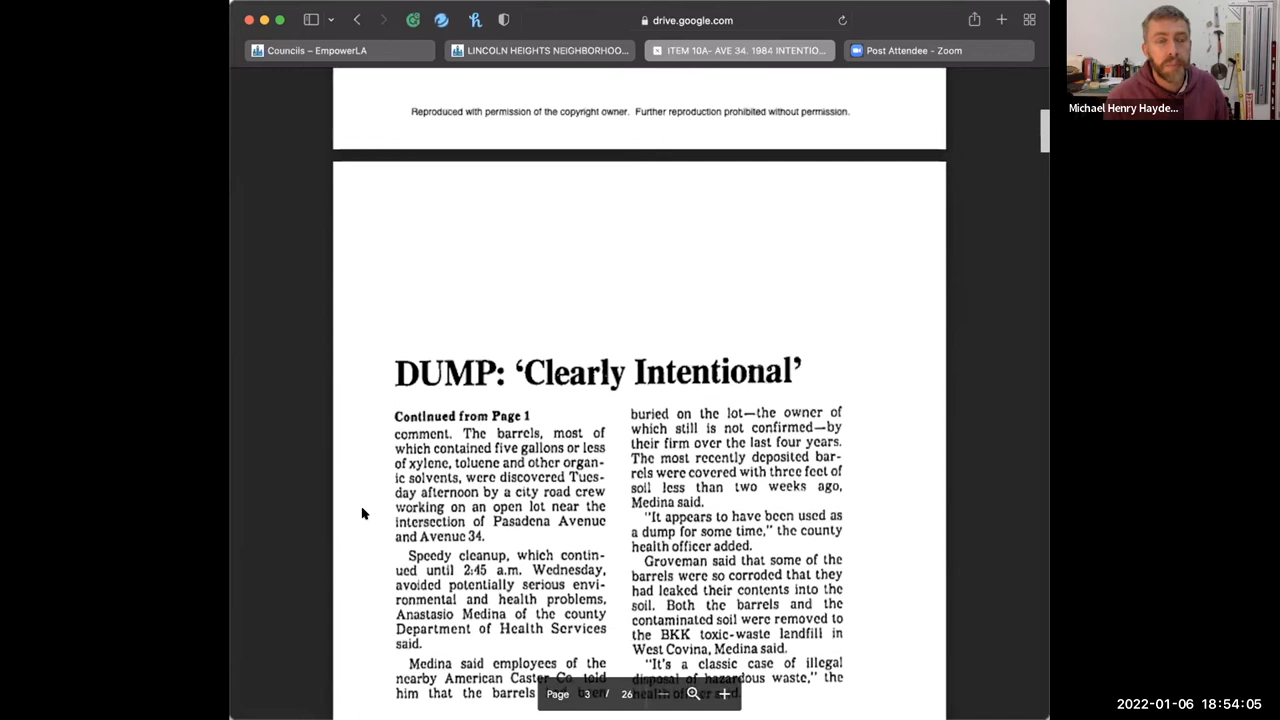 drive.google.com
Councils – EmpowerLA
LINCOLN HEIGHTS NEIGHBORHOO...
ITEM 10A- AVE 34. 1984 INTENTIO...
Post Attendee - Zoom
Michael Henry Hayde...
Reproduced with permission of the copyright owner. Further reproduction prohibited without permission.
DUMP: ‘Clearly Intentional’
Continued from Page 1
comment. The barrels, most of
which contained five gallons or less
of xylene, toluene and other organ-
ic solvents, were discovered Tues-
day afternoon by a city road crew
working on an open lot near the
intersection of Pasadena Avenue
and Avenue 34.
Speedy cleanup, which contin-
ued until 2:45 a.m. Wednesday,
avoided potentially serious envi-
ronmental and health problems,
Anastasio Medina of the county
Department of Health Services
said.
Medina said employees of the
nearby American Caster Co. told
him that the barrels had been
buried on the lot—the owner of
which still is not confirmed—by
their firm over the last four years.
The most recently deposited bar-
rels were covered with three feet of
soil less than two weeks ago,
Medina said.
"It appears to have been used as
a dump for some time," the county
health officer added.
Groveman said that some of the
barrels were so corroded that they
had leaked their contents into the
soil. Both the barrels and the
contaminated soil were removed to
the BKK toxic-waste landfill in
West Covina, Medina said.
"It's a classic case of illegal
disposal of hazardous waste," the
health officer said.
Page 3 / 26
2022-01-06 18:54:05